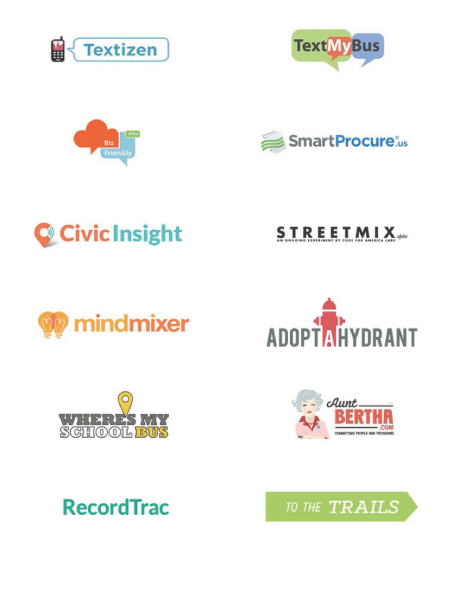 Textizen
TextMyBus
Biz
Friendly
SmartProcure.us
Civic Insight
STREETMIX alpha
AN ONGOING EXPERIMENT BY CODE FOR AMERICA LABS
mindmixer
ADOPTAHYDRANT
WHERE'S MY
SCHOOL BUS
Aunt
BERTHA
.COM
CONNECTING PEOPLE AND PROGRAMS
RecordTrac
TO THE TRAILS